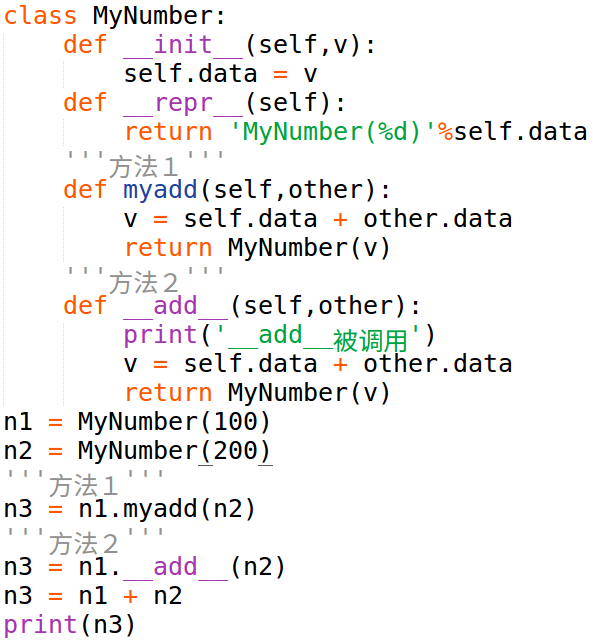 class MyNumber:
    def __init__(self,v):
        self.data = v
    def __repr__(self):
        return 'MyNumber(%d)'%self.data
    '''方法１'''
    def myadd(self,other):
        v = self.data + other.data
        return MyNumber(v)
    '''方法２'''
    def __add__(self,other):
        print('__add__被调用')
        v = self.data + other.data
        return MyNumber(v)
n1 = MyNumber(100)
n2 = MyNumber(200)
'''方法１'''
n3 = n1.myadd(n2)
'''方法２'''
n3 = n1.__add__(n2)
n3 = n1 + n2
print(n3)